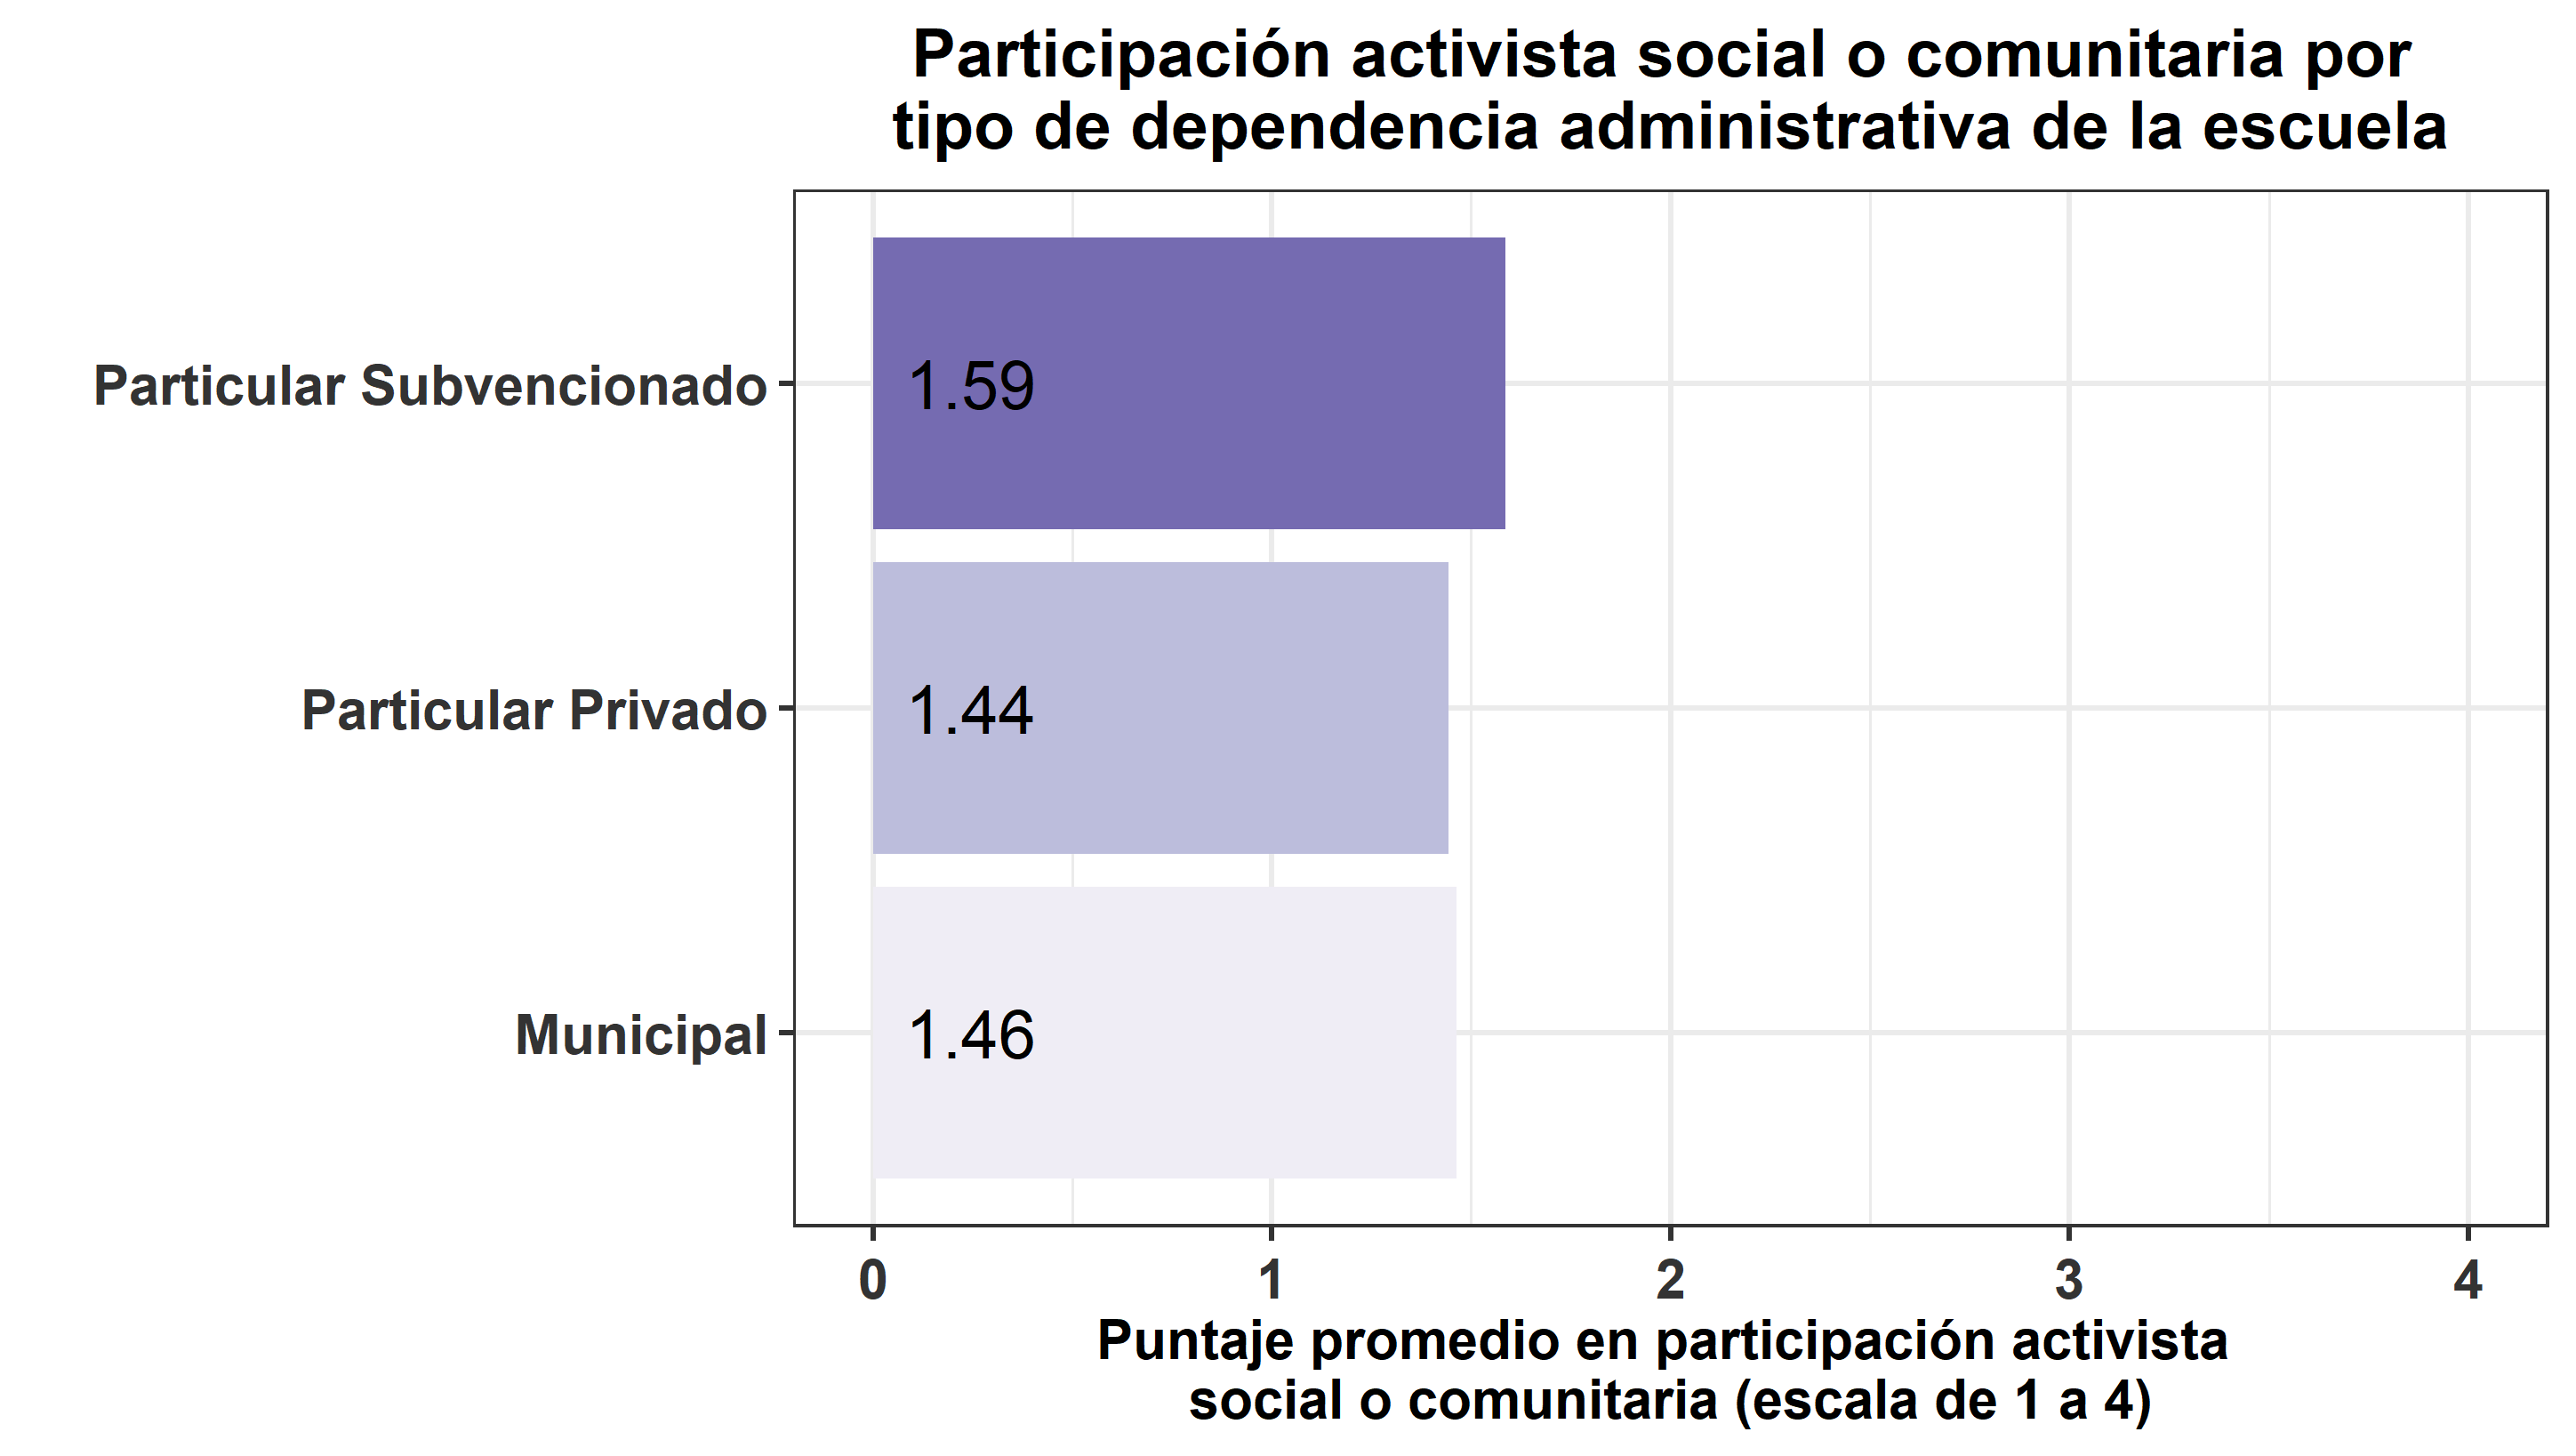 Participación activista social o comunitaria por
tipo de dependencia administrativa de la escuela
Particular Subvencionado
1.59
Particular Privado
1.44
Municipal
1.46
0 1 2 3 4
Puntaje promedio en participación activista
social o comunitaria (escala de 1 a 4)